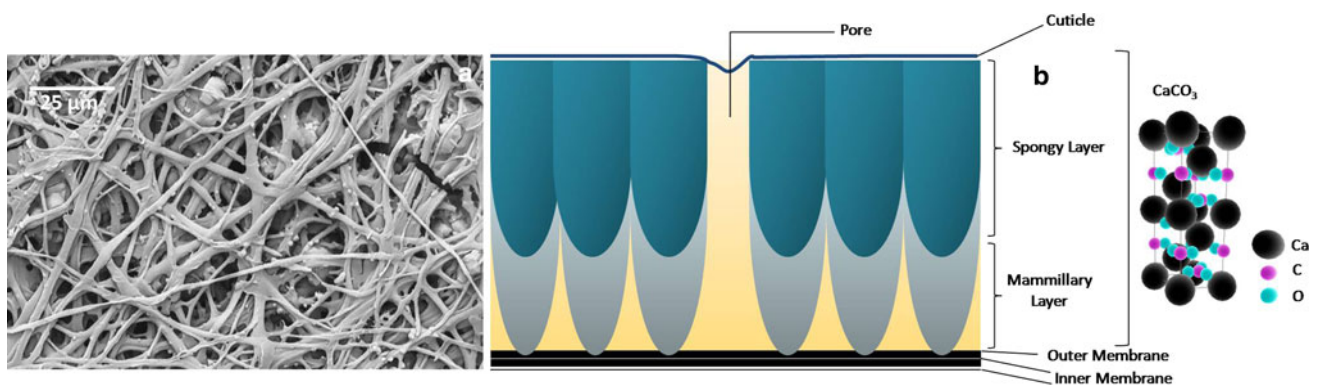 a
25 μm
Cuticle
Pore
b
CaCO₃
Spongy Layer
Mammillary
Layer
Ca
C
O
Outer Membrane
Inner Membrane